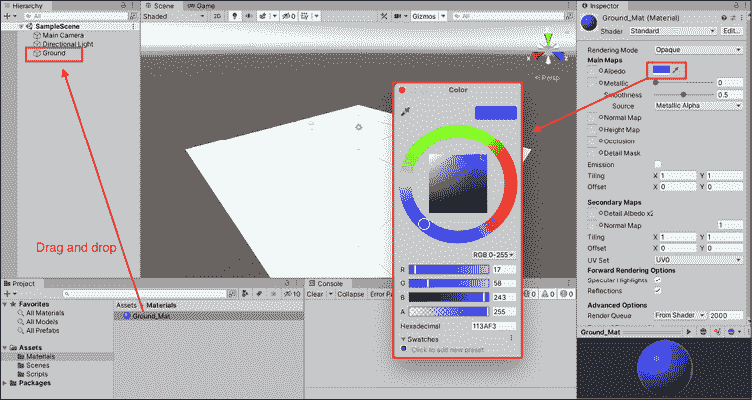 Hierarchy
All
SampleScene
Main Camera
Directional Light
Ground
Scene
Game
Shaded
2D
0
Gizmos
All
Persp
Drag and drop
Color
RGB 0-255
R 17
G 58
B 243
A 255
Hexadecimal 113AF3
Swatches
Click to add new preset
Inspector
Ground_Mat (Material)
Shader Standard Edit...
Rendering Mode Opaque
Main Maps
Albedo
Metallic 0
Smoothness 0.5
Source Metallic Alpha
Normal Map
Height Map
Occlusion
Detail Mask
Emission
Tiling X 1 Y 1
Offset X 0 Y 0
Secondary Maps
Detail Albedo x2
Normal Map 1
Tiling X 1 Y 1
Offset X 0 Y 0
UV Set UV0
Forward Rendering Options
Specular Highlights
Reflections
Advanced Options
Render Queue From Shader 2000
Ground_Mat
Project
10
Favorites
All Materials
All Models
All Prefabs
Assets
Materials
Scenes
Scripts
Packages
Assets Materials
Ground_Mat
Console
Clear Collapse Error Pa
0 0